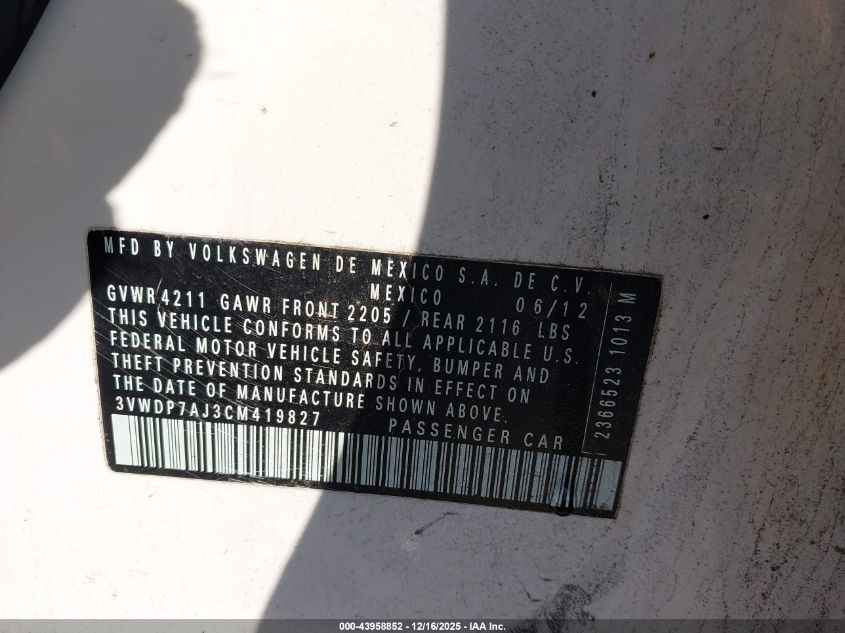 MFD BY VOLKSWAGEN DE MEXICO S.A. DE C.V.
MEXICO 06/12
GVWR 4211 GAWR FRONT 2205 / REAR 2116 LBS
THIS VEHICLE CONFORMS TO ALL APPLICABLE U.S.
FEDERAL MOTOR VEHICLE SAFETY, BUMPER AND
THEFT PREVENTION STANDARDS IN EFFECT ON
THE DATE OF MANUFACTURE SHOWN ABOVE.
3VWDP7AJ3CM419827 PASSENGER CAR
2366523 1013 M
000-43958852 - 12/16/2025 - IAA Inc.